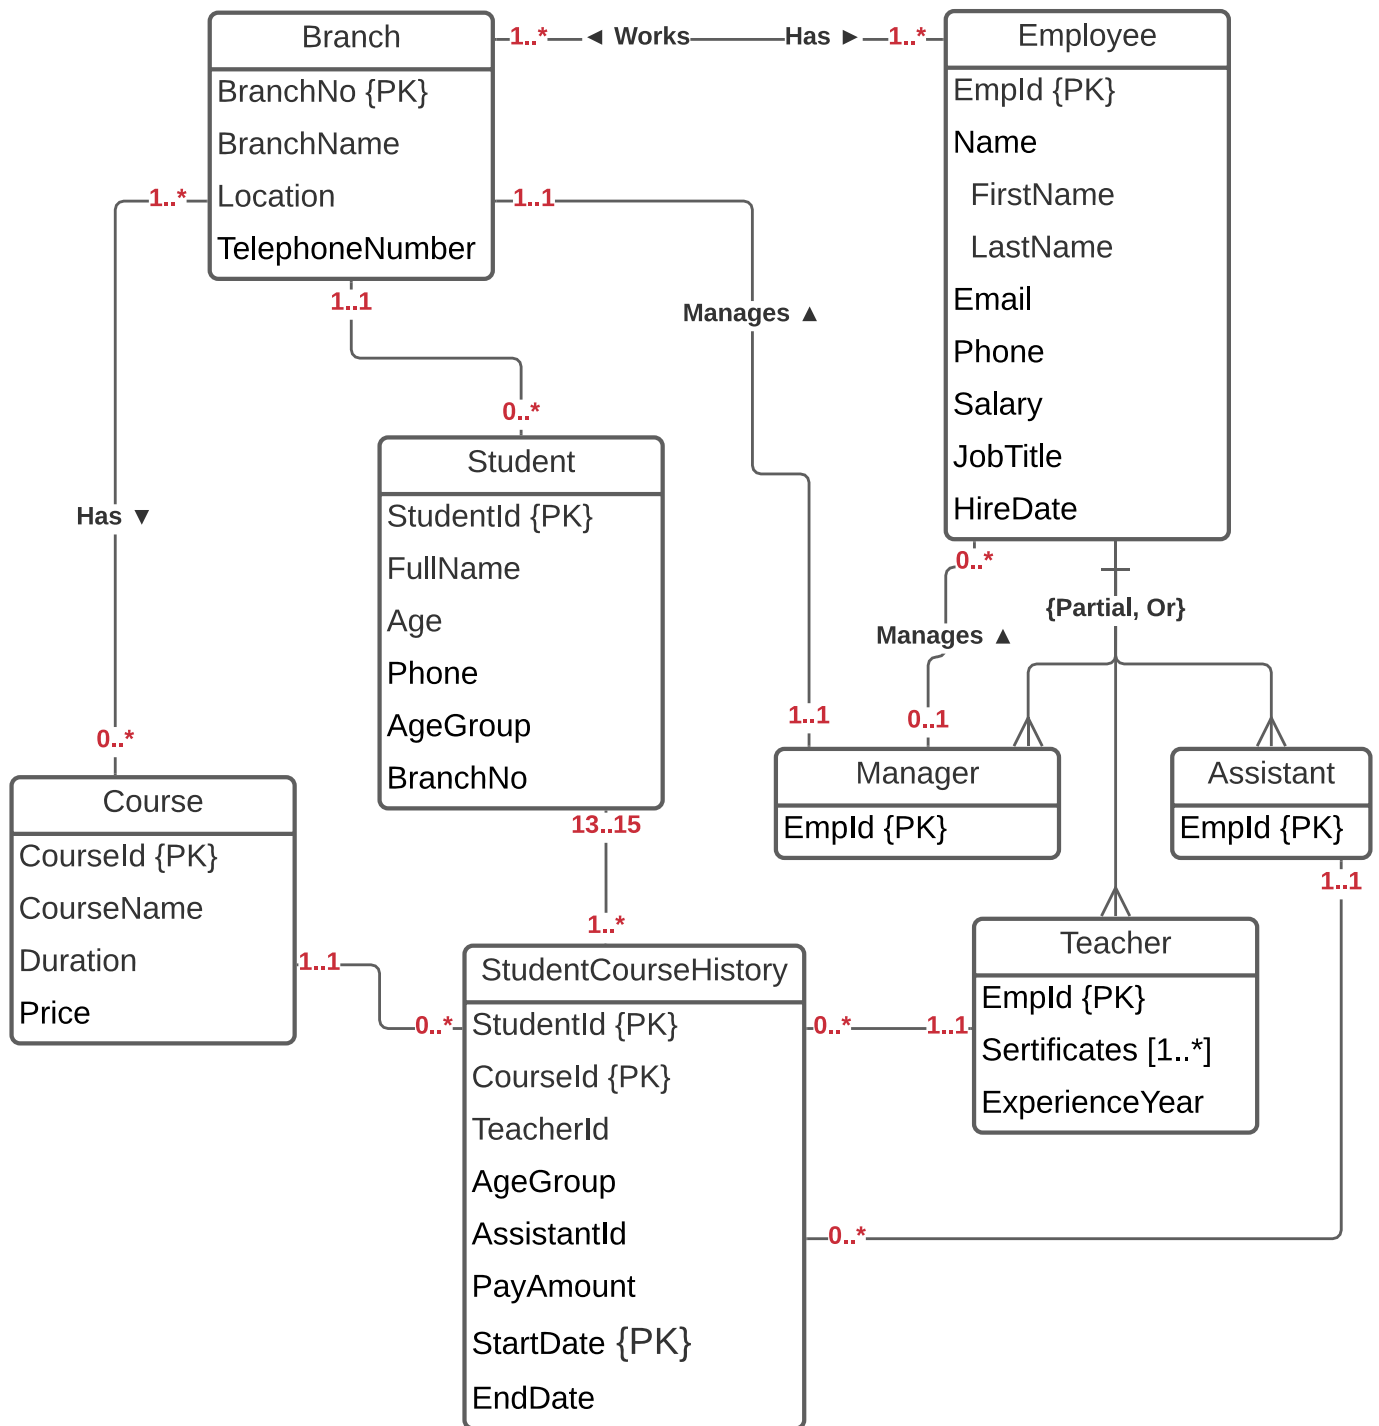 Branch
BranchNo {PK}
BranchName
Location
TelephoneNumber
1..*
◄ Works
Has ►
1..*
Employee
EmpId {PK}
Name
FirstName
LastName
Email
Phone
Salary
JobTitle
HireDate
1..*
1..1
1..1
Manages ▲
0..*
Student
StudentId {PK}
FullName
Age
Phone
AgeGroup
BranchNo
Has ▼
0..*
0..*
{Partial, Or}
Manages ▲
1..1
0..1
Manager
EmpId {PK}
Assistant
EmpId {PK}
Course
CourseId {PK}
CourseName
Duration
Price
13..15
1..*
1..1
Teacher
EmpId {PK}
Sertificates [1..*]
ExperienceYear
1..1
0..*
StudentCourseHistory
StudentId {PK}
CourseId {PK}
TeacherId
AgeGroup
AssistantId
PayAmount
StartDate {PK}
EndDate
0..*
1..1
0..*